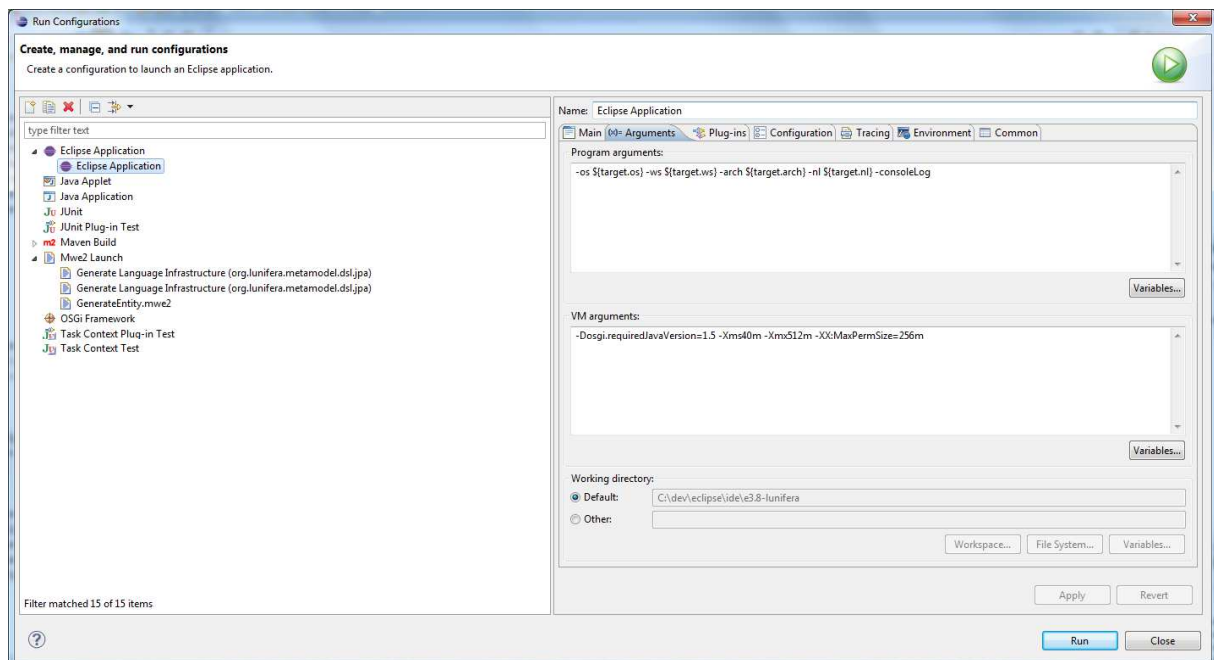 Run Configurations
Create, manage, and run configurations
Create a configuration to launch an Eclipse application.
type filter text
Eclipse Application
Eclipse Application
Java Applet
Java Application
JUnit
JUnit Plug-in Test
Maven Build
Mwe2 Launch
Generate Language Infrastructure (org.lunifera.metamodel.dsl.jpa)
Generate Language Infrastructure (org.lunifera.metamodel.dsl.jpa)
GenerateEntity.mwe2
OSGi Framework
Task Context Plug-in Test
Task Context Test
Filter matched 15 of 15 items
Name: Eclipse Application
Main (x)= Arguments Plug-ins Configuration Tracing Environment Common
Program arguments:
-os ${target.os} -ws ${target.ws} -arch ${target.arch} -nl ${target.nl} -consoleLog
Variables...
VM arguments:
-Dosgi.requiredJavaVersion=1.5 -Xms40m -Xmx512m -XX:MaxPermSize=256m
Variables...
Working directory:
Default: C:\dev\eclipse\ide\e3.8-lunifera
Other:
Workspace... File System... Variables...
Apply Revert
Run Close